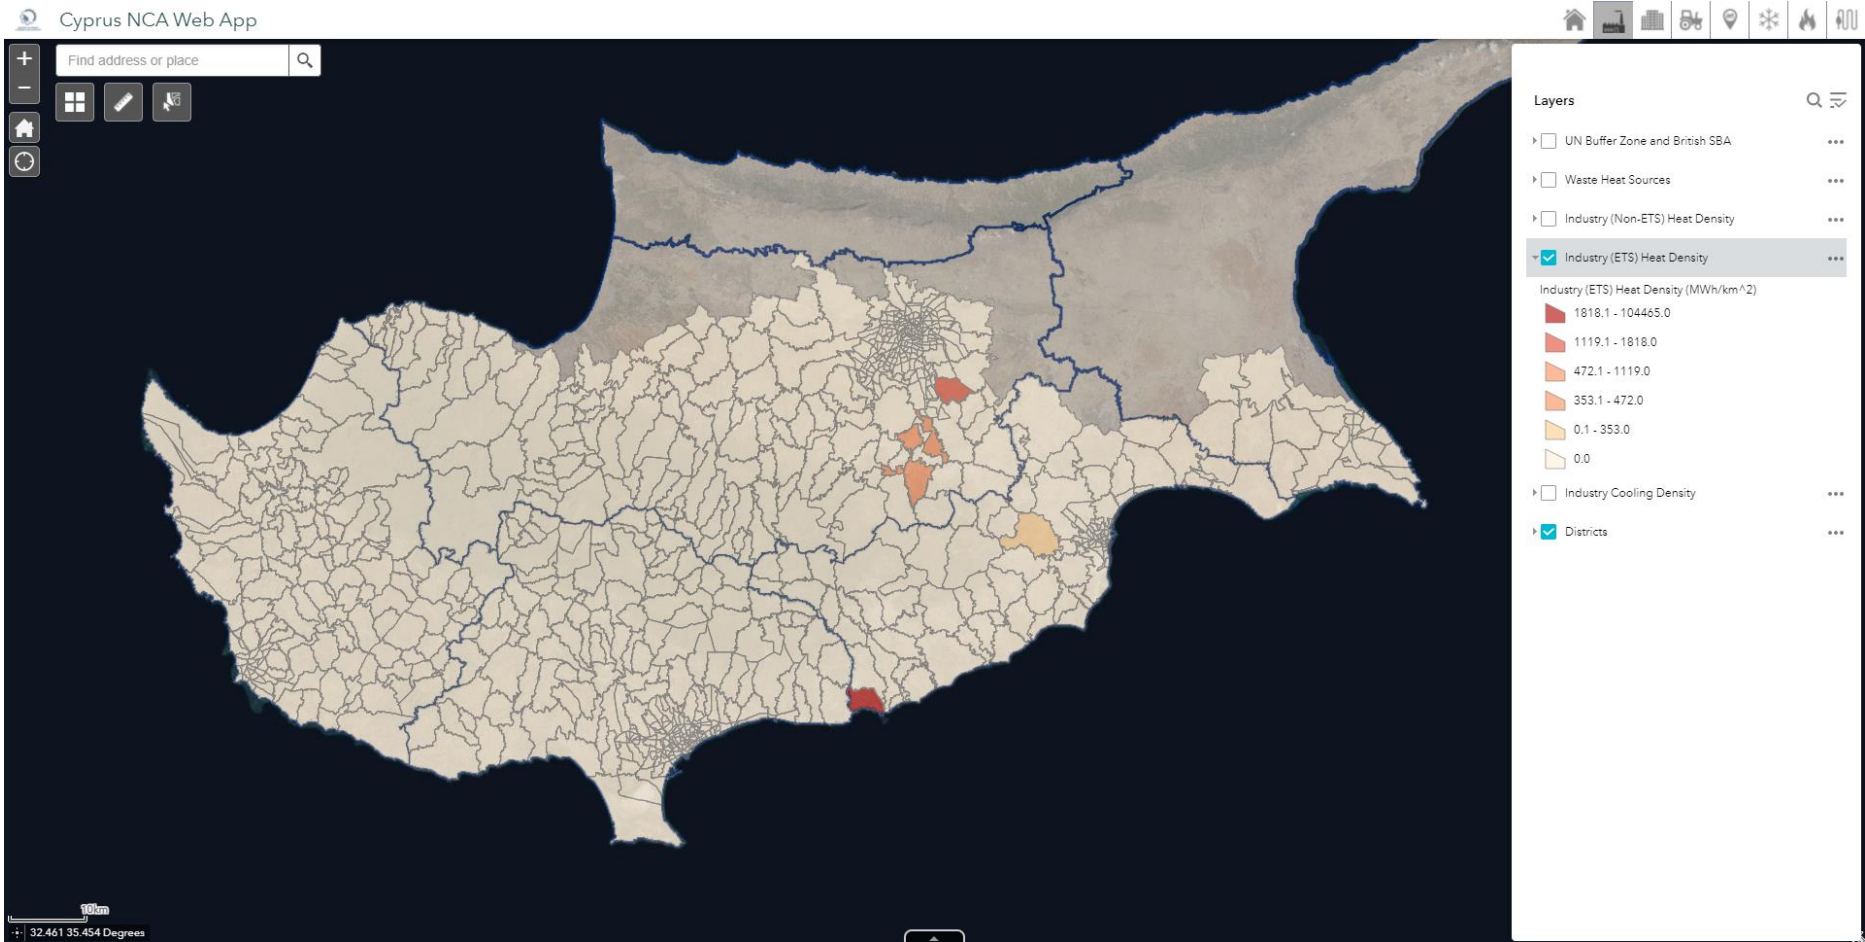 Cyprus NCA Web App
Find address or place
Layers
UN Buffer Zone and British SBA
Waste Heat Sources
Industry (Non-ETS) Heat Density
Industry (ETS) Heat Density
Industry (ETS) Heat Density (MWh/km^2)
1818.1 - 104465.0
1119.1 - 1818.0
472.1 - 1119.0
353.1 - 472.0
0.1 - 353.0
0.0
Industry Cooling Density
Districts
10km
32.461 35.454 Degrees